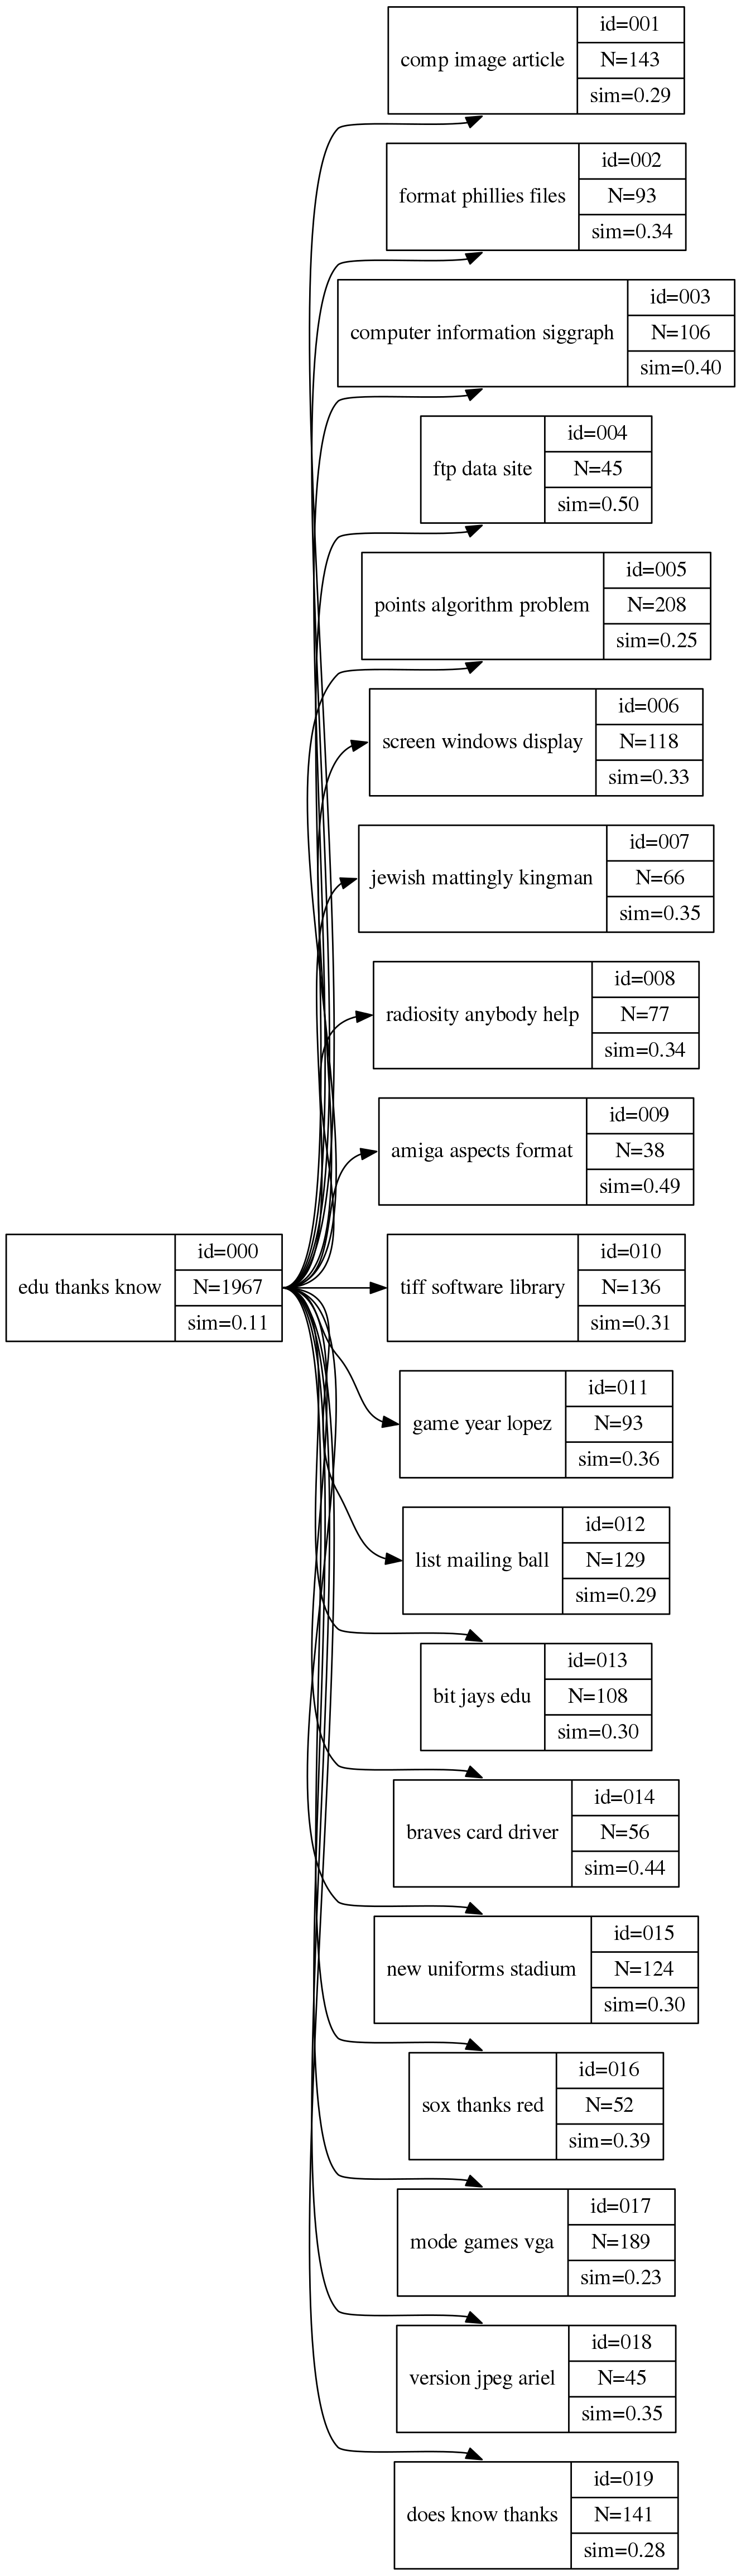 comp image article
id=001
N=143
sim=0.29
format phillies files
id=002
N=93
sim=0.34
computer information siggraph
id=003
N=106
sim=0.40
ftp data site
id=004
N=45
sim=0.50
points algorithm problem
id=005
N=208
sim=0.25
screen windows display
id=006
N=118
sim=0.33
jewish mattingly kingman
id=007
N=66
sim=0.35
radiosity anybody help
id=008
N=77
sim=0.34
amiga aspects format
id=009
N=38
sim=0.49
edu thanks know
id=000
N=1967
sim=0.11
tiff software library
id=010
N=136
sim=0.31
game year lopez
id=011
N=93
sim=0.36
list mailing ball
id=012
N=129
sim=0.29
bit jays edu
id=013
N=108
sim=0.30
braves card driver
id=014
N=56
sim=0.44
new uniforms stadium
id=015
N=124
sim=0.30
sox thanks red
id=016
N=52
sim=0.39
mode games vga
id=017
N=189
sim=0.23
version jpeg ariel
id=018
N=45
sim=0.35
does know thanks
id=019
N=141
sim=0.28